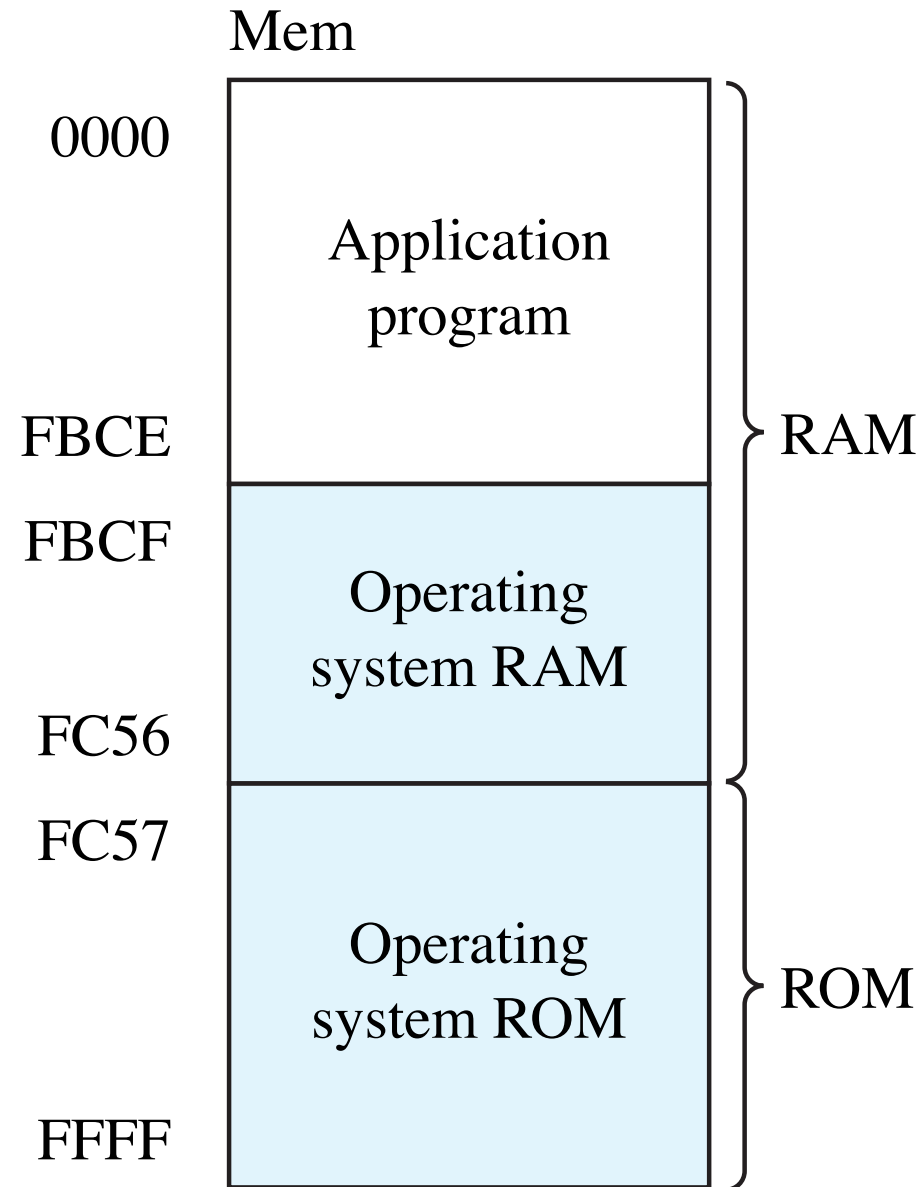 Mem
0000
Application
program
FBCE
RAM
FBCF
Operating
system RAM
FC56
FC57
Operating
system ROM
ROM
FFFF